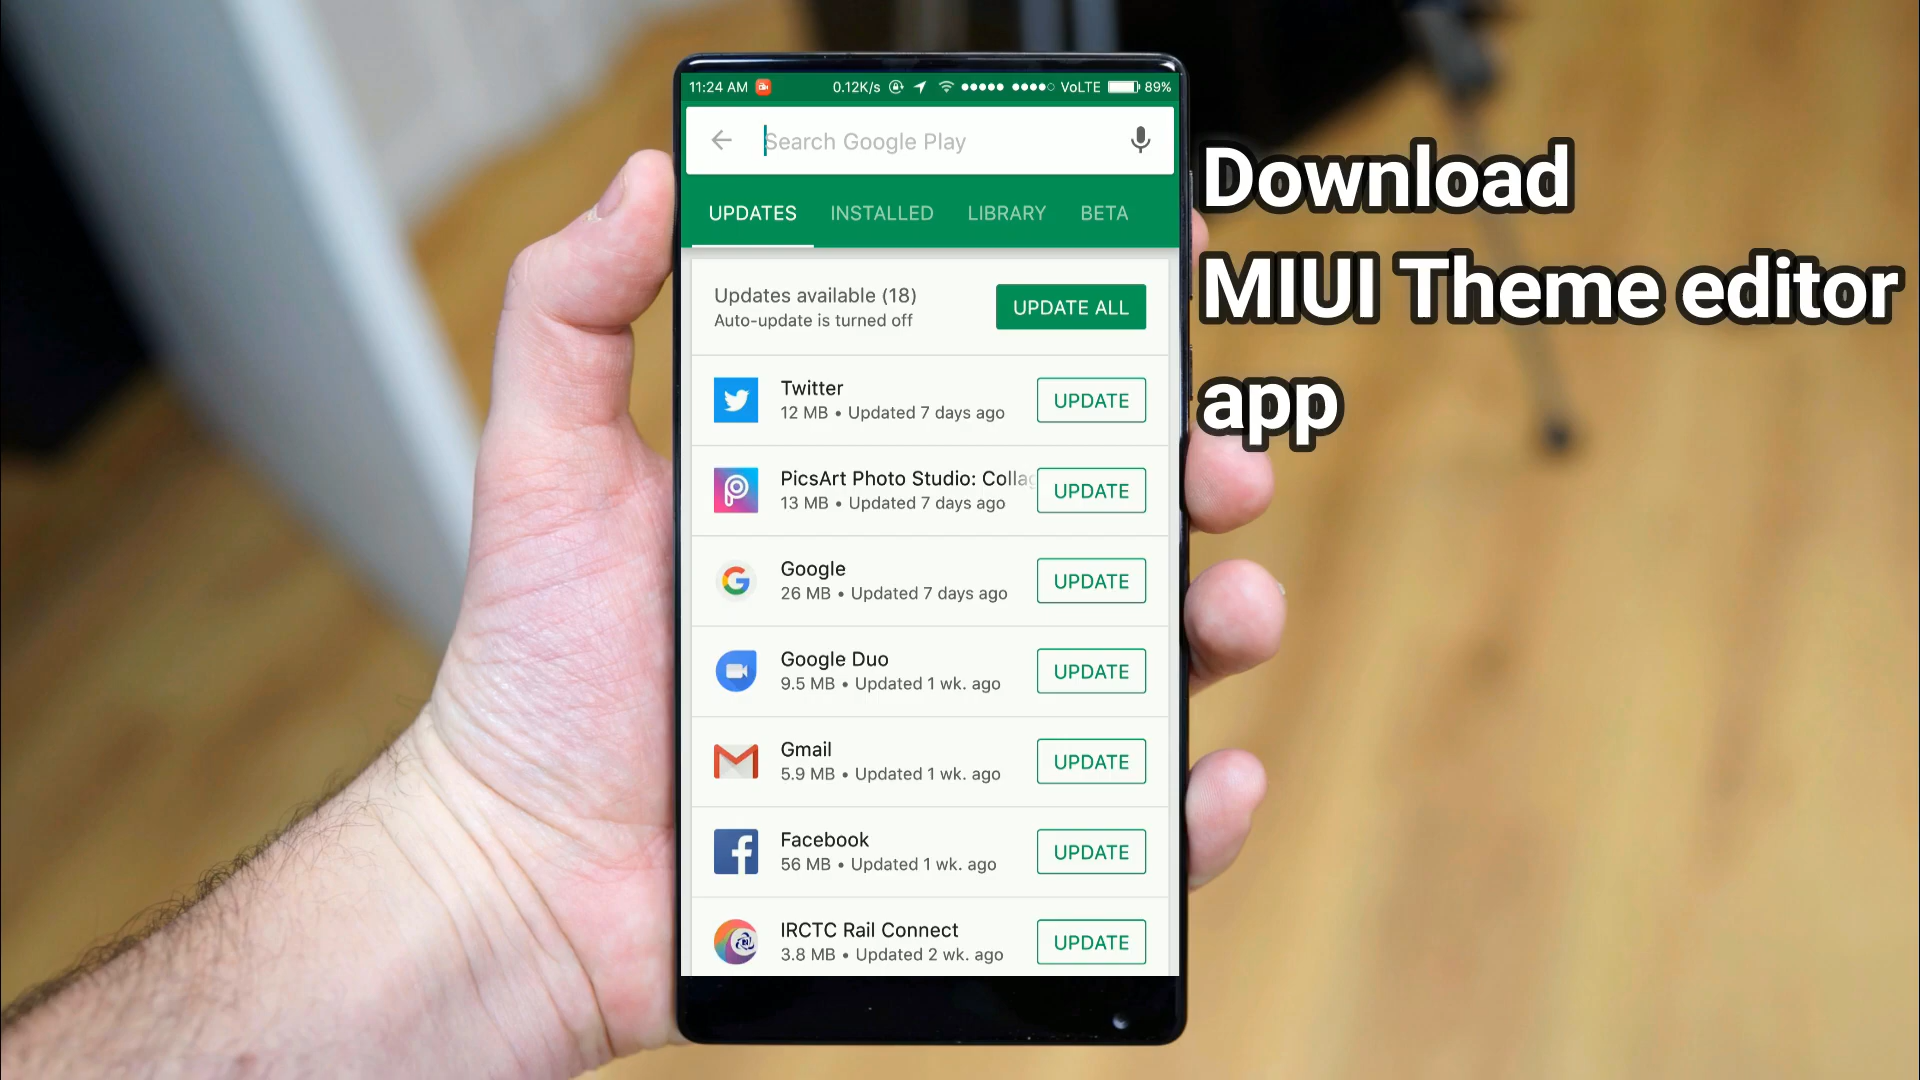 11:24 AM 0.12K/s VoLTE 89%
Search Google Play
UPDATES INSTALLED LIBRARY BETA
Updates available (18)
Auto-update is turned off
UPDATE ALL
Twitter
12 MB • Updated 7 days ago
UPDATE
PicsArt Photo Studio: Collag
13 MB • Updated 7 days ago
UPDATE
Google
26 MB • Updated 7 days ago
UPDATE
Google Duo
9.5 MB • Updated 1 wk. ago
UPDATE
Gmail
5.9 MB • Updated 1 wk. ago
UPDATE
Facebook
56 MB • Updated 1 wk. ago
UPDATE
IRCTC Rail Connect
3.8 MB • Updated 2 wk. ago
UPDATE
Download
MIUI Theme editor
app